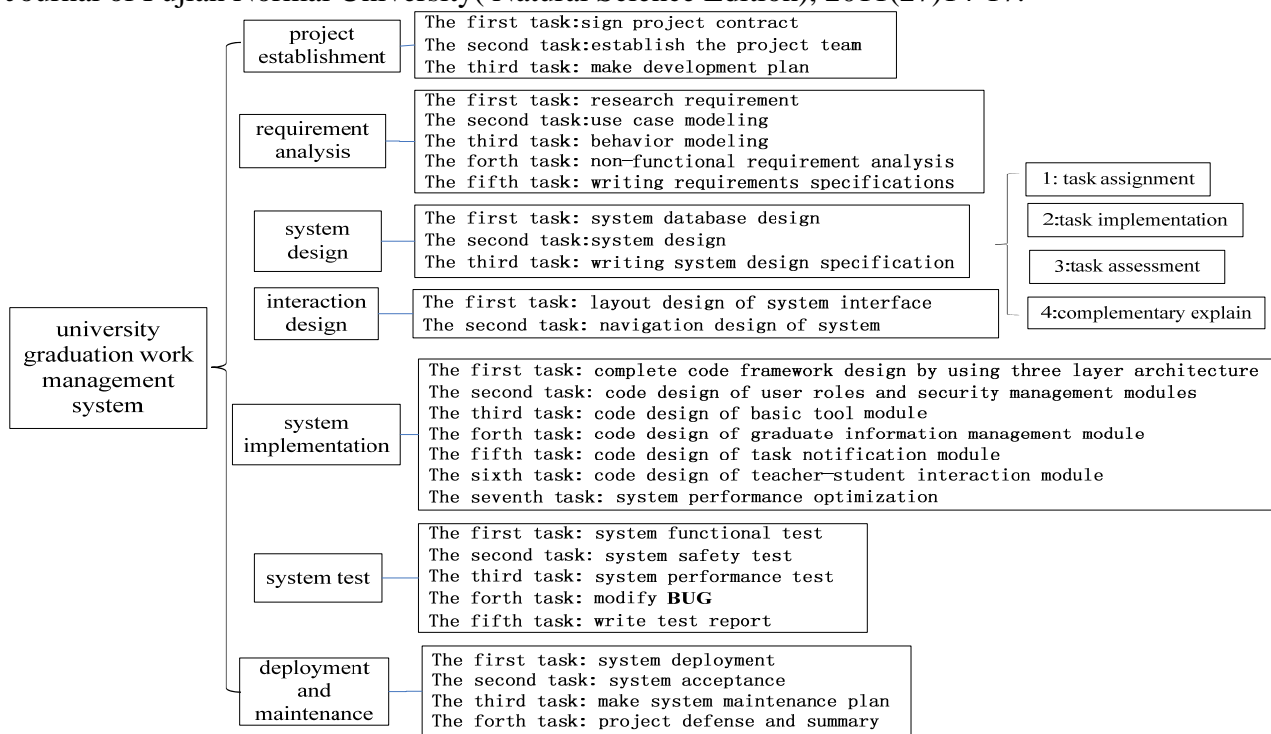 Journal of Fujian Normal University( Natural Science Edition), 2011(27)14-17.
project
establishment
The first task:sign project contract
The second task:establish the project team
The third task: make development plan
requirement
analysis
The first task: research requirement
The second task:use case modeling
The third task: behavior modeling
The forth task: non-functional requirement analysis
The fifth task: writing requirements specifications
system
design
The first task: system database design
The second task:system design
The third task: writing system design specification
1: task assignment
2:task implementation
3:task assessment
4:complementary explain
interaction
design
The first task: layout design of system interface
The second task: navigation design of system
university
graduation work
management
system
system
implementation
The first task: complete code framework design by using three layer architecture
The second task: code design of user roles and security management modules
The third task: code design of basic tool module
The forth task: code design of graduate information management module
The fifth task: code design of task notification module
The sixth task: code design of teacher-student interaction module
The seventh task: system performance optimization
system test
The first task: system functional test
The second task: system safety test
The third task: system performance test
The forth task: modify BUG
The fifth task: write test report
deployment
and
maintenance
The first task: system deployment
The second task: system acceptance
The third task: make system maintenance plan
The forth task: project defense and summary